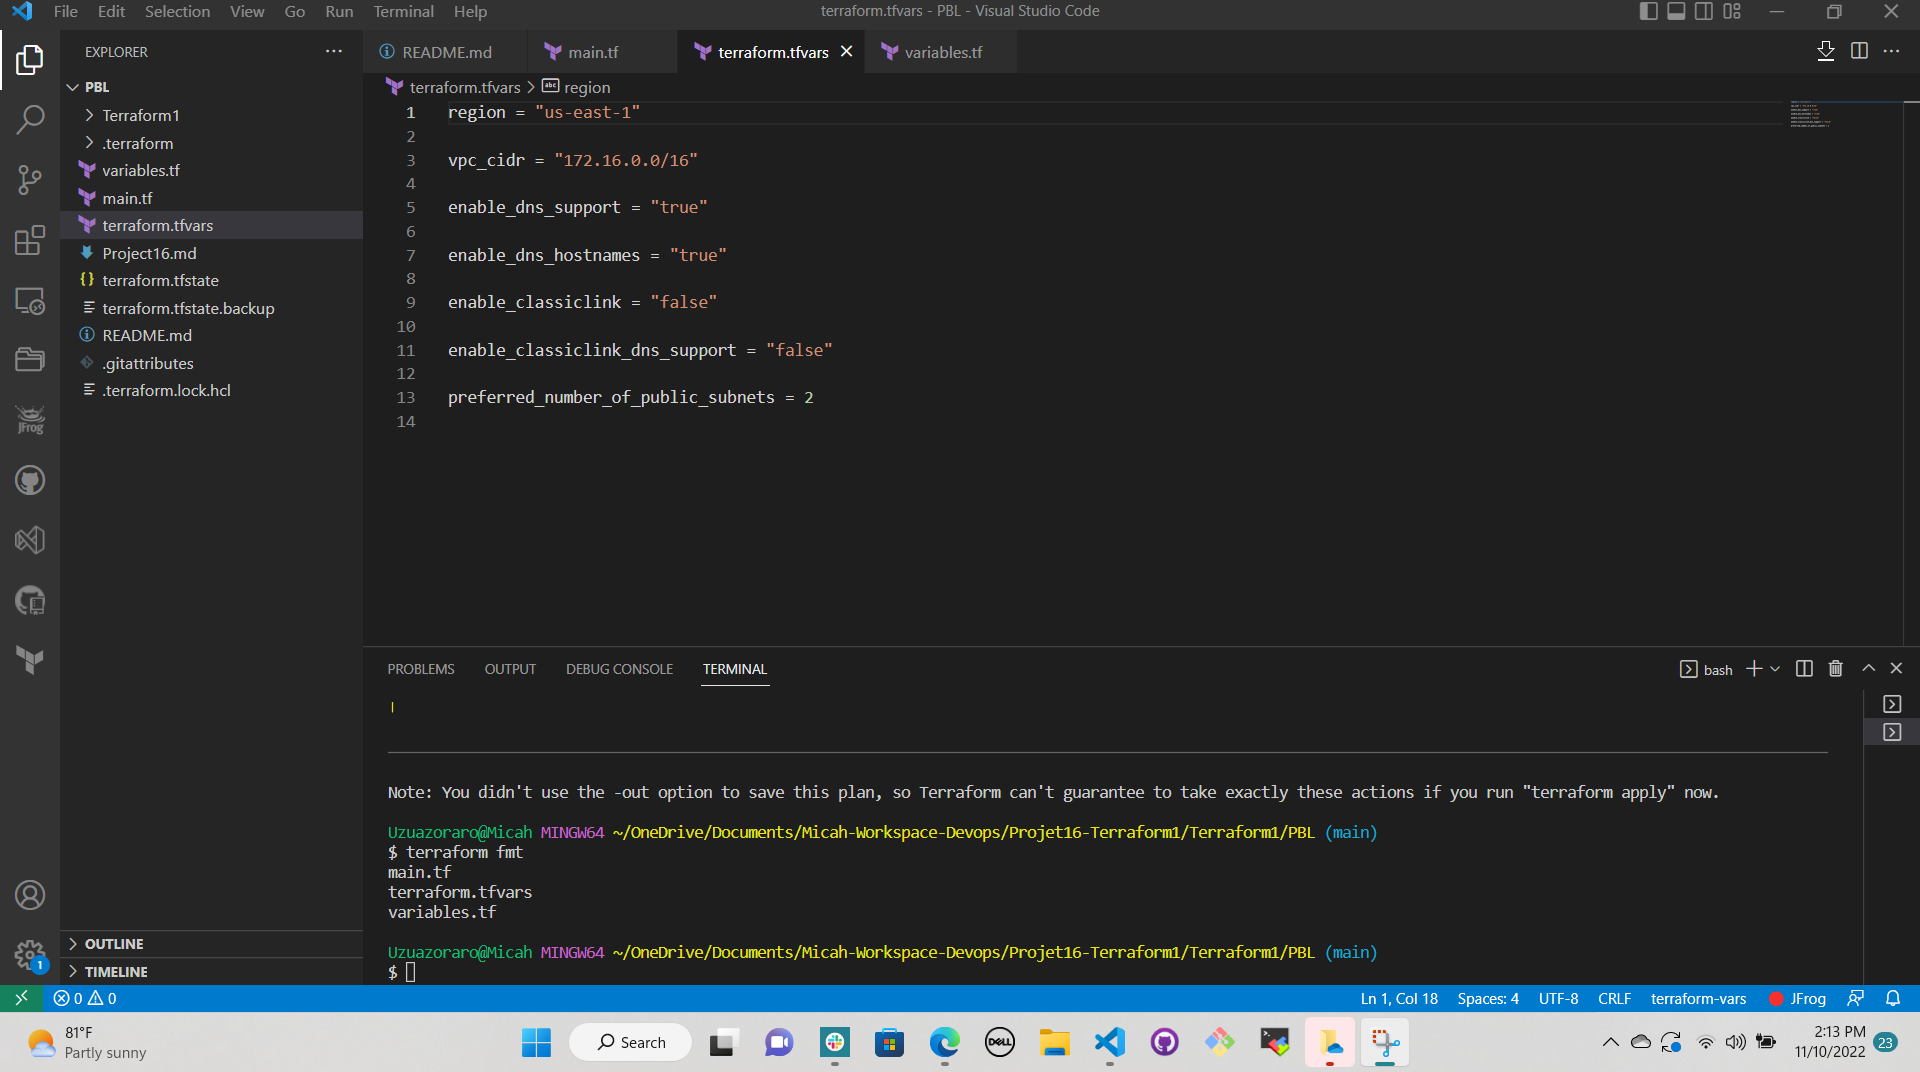 File Edit Selection View Go Run Terminal Help
terraform.tfvars - PBL - Visual Studio Code
EXPLORER
README.md
main.tf
terraform.tfvars
variables.tf
PBL
Terraform1
.terraform
variables.tf
main.tf
terraform.tfvars
Project16.md
terraform.tfstate
terraform.tfstate.backup
README.md
.gitattributes
.terraform.lock.hcl
JFrog
OUTLINE
TIMELINE
1
terraform.tfvars > region
1 region = "us-east-1"
2
3 vpc_cidr = "172.16.0.0/16"
4
5 enable_dns_support = "true"
6
7 enable_dns_hostnames = "true"
8
9 enable_classiclink = "false"
10
11 enable_classiclink_dns_support = "false"
12
13 preferred_number_of_public_subnets = 2
14
PROBLEMS OUTPUT DEBUG CONSOLE TERMINAL
bash
Note: You didn't use the -out option to save this plan, so Terraform can't guarantee to take exactly these actions if you run "terraform apply" now.
Uzuazoraro@Micah MINGW64 ~/OneDrive/Documents/Micah-Workspace-Devops/Projet16-Terraform1/Terraform1/PBL (main)
$ terraform fmt
main.tf
terraform.tfvars
variables.tf
Uzuazoraro@Micah MINGW64 ~/OneDrive/Documents/Micah-Workspace-Devops/Projet16-Terraform1/Terraform1/PBL (main)
$
0 0
Ln 1, Col 18 Spaces: 4 UTF-8 CRLF terraform-vars JFrog
81°F
Partly sunny
Search
DELL
2:13 PM
11/10/2022
23